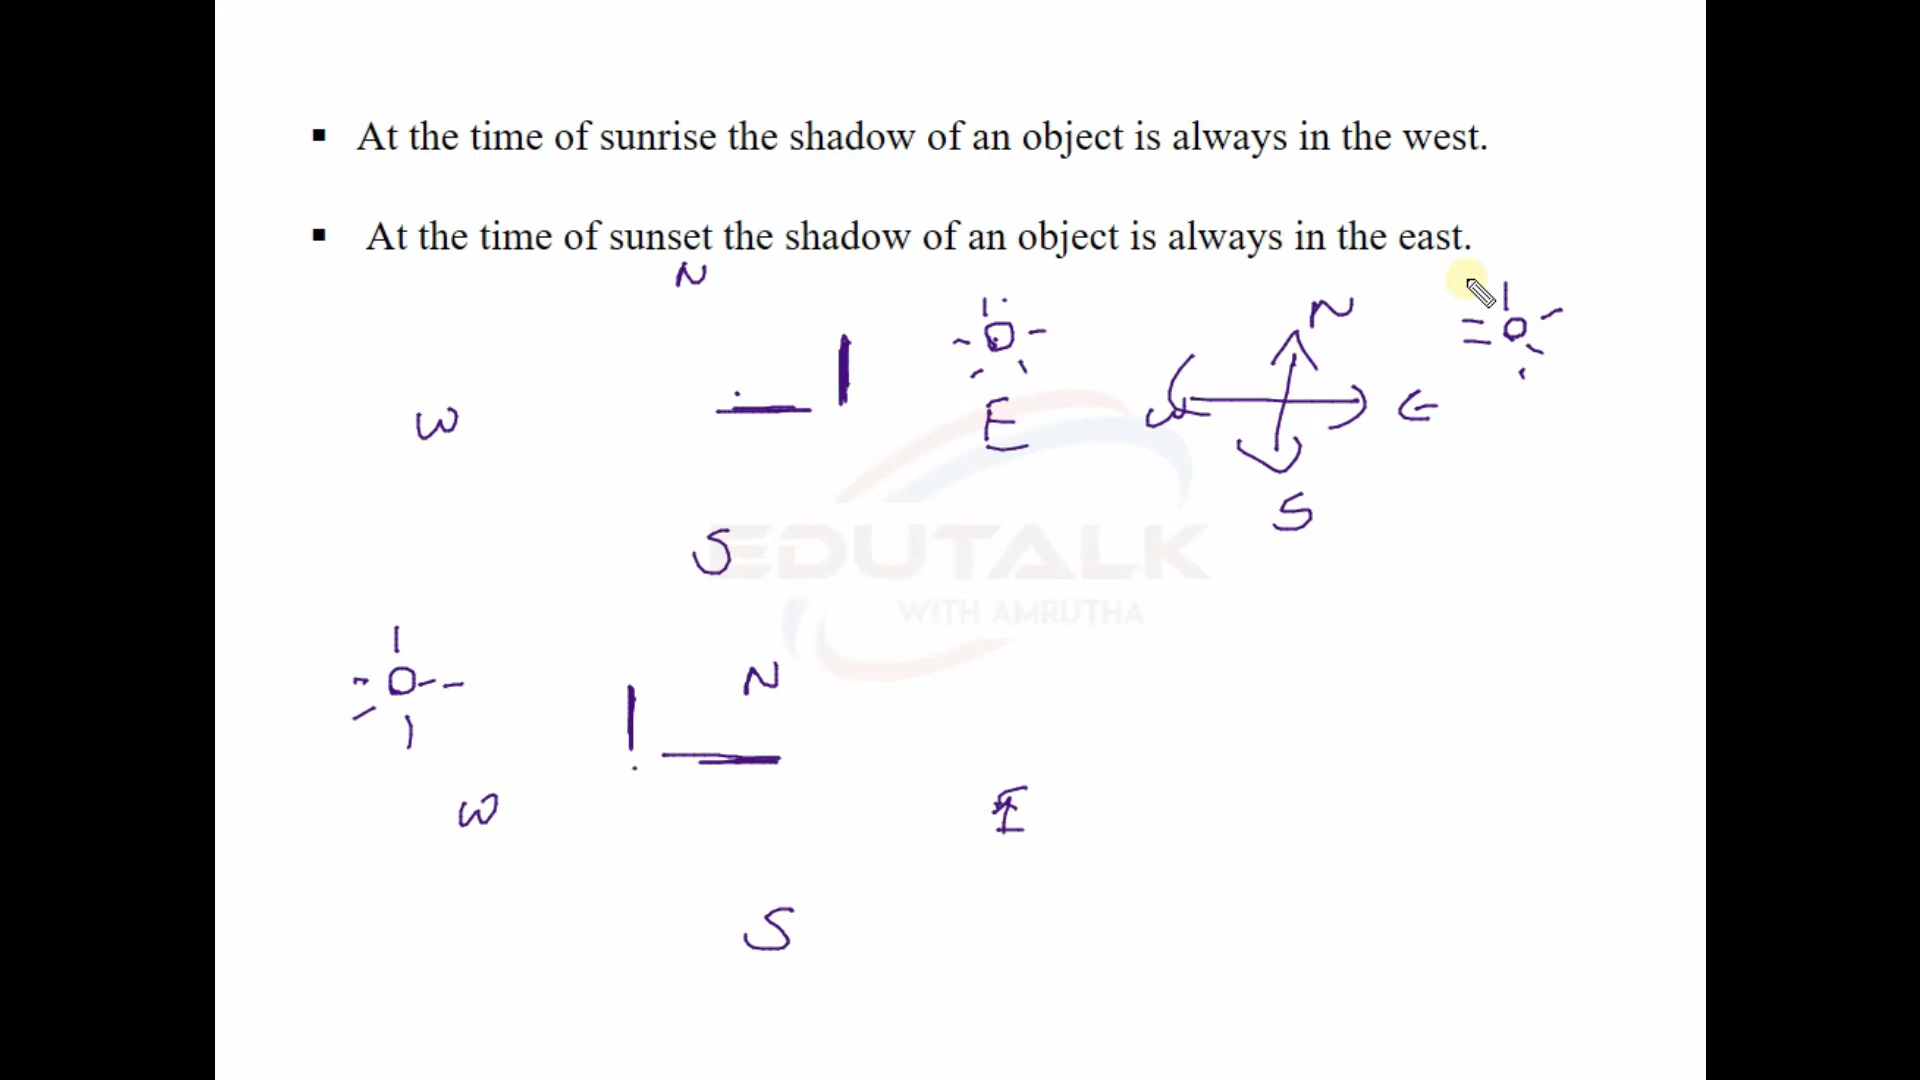 ▪ At the time of sunrise the shadow of an object is always in the west.
▪ At the time of sunset the shadow of an object is always in the east.
N
N
W E W E
S
S
EDUTALK
WITH AMRUTHA
N
W E
S